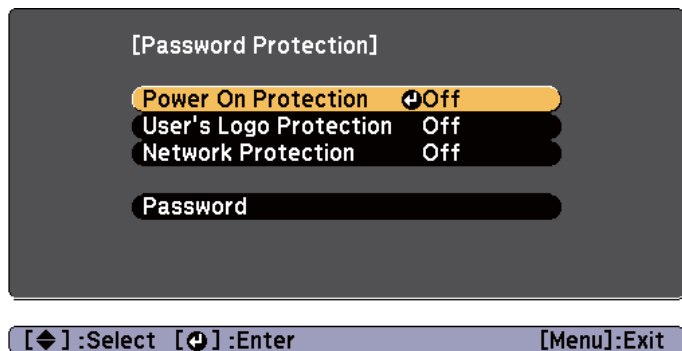 [Password Protection]
Power On Protection Off
User's Logo Protection Off
Network Protection Off
Password
[ ] :Select [ ] :Enter [Menu]:Exit